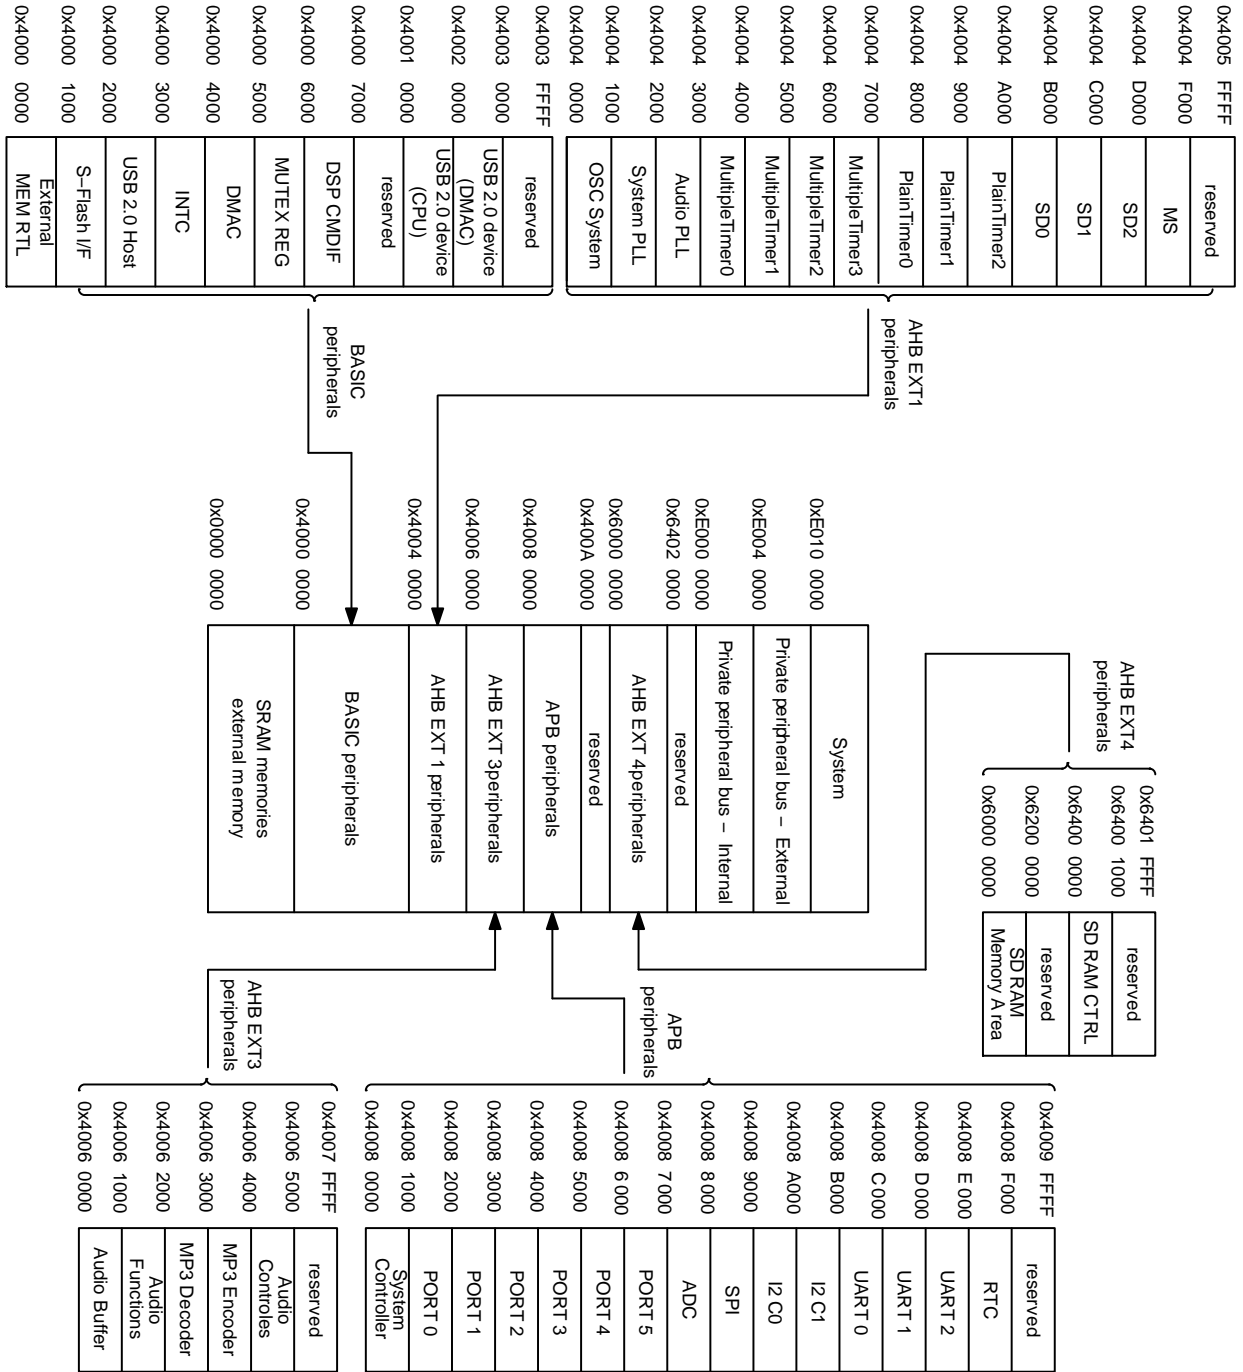 0x4005 FFFF
reserved
0x4004 F000
MS
0x4004 D000
SD2
0x4004 C000
SD1
0x4004 B000
SD0
0x4004 A000
PlainTimer2
0x4004 9000
PlainTimer1
0x4004 8000
PlainTimer0
0x4004 7000
MultipleTimer3
0x4004 6000
MultipleTimer2
0x4004 5000
MultipleTimer1
0x4004 4000
MultipleTimer0
0x4004 3000
Audio PLL
0x4004 2000
System PLL
0x4004 1000
OSC System
0x4004 0000
AHB EXT1
peripherals
0x4003 FFFF
reserved
0x4003 0000
USB 2.0 device
(DMAC)
0x4002 0000
USB 2.0 device
(CPU)
0x4001 0000
reserved
0x4000 7000
DSP CMDIF
0x4000 6000
MUTEX REG
0x4000 5000
DMAC
0x4000 4000
INTC
0x4000 3000
USB 2.0 Host
0x4000 2000
S–Flash I/F
0x4000 1000
External
MEM RTL
0x4000 0000
BASIC
peripherals
System
0xE010 0000
Private peripheral bus – External
0xE004 0000
Private peripheral bus – Internal
0xE000 0000
reserved
0x6402 0000
AHB EXT 4peripherals
0x6000 0000
reserved
0x400A 0000
APB peripherals
0x4008 0000
AHB EXT 3peripherals
0x4006 0000
AHB EXT 1 peripherals
0x4004 0000
BASIC peripherals
0x4000 0000
SRAM memories
external memory
0x0000 0000
AHB EXT4
peripherals
0x6401 FFFF
reserved
0x6400 1000
SD RAM CTRL
0x6400 0000
reserved
0x6200 0000
SD RAM
Memory Area
0x6000 0000
APB
peripherals
0x4009 FFFF
reserved
0x4008 F000
RTC
0x4008 E000
UART 2
0x4008 D000
UART 1
0x4008 C000
UART 0
0x4008 B000
I2 C1
0x4008 A000
I2 C0
0x4008 9000
SPI
0x4008 8000
ADC
0x4008 7000
PORT 5
0x4008 6000
PORT 4
0x4008 5000
PORT 3
0x4008 4000
PORT 2
0x4008 3000
PORT 1
0x4008 2000
PORT 0
0x4008 1000
System
Controller
0x4008 0000
AHB EXT3
peripherals
0x4007 FFFF
reserved
0x4006 5000
Audio
Controles
0x4006 4000
MP3 Encoder
0x4006 3000
MP3 Decoder
0x4006 2000
Audio
Functions
0x4006 1000
Audio Buffer
0x4006 0000